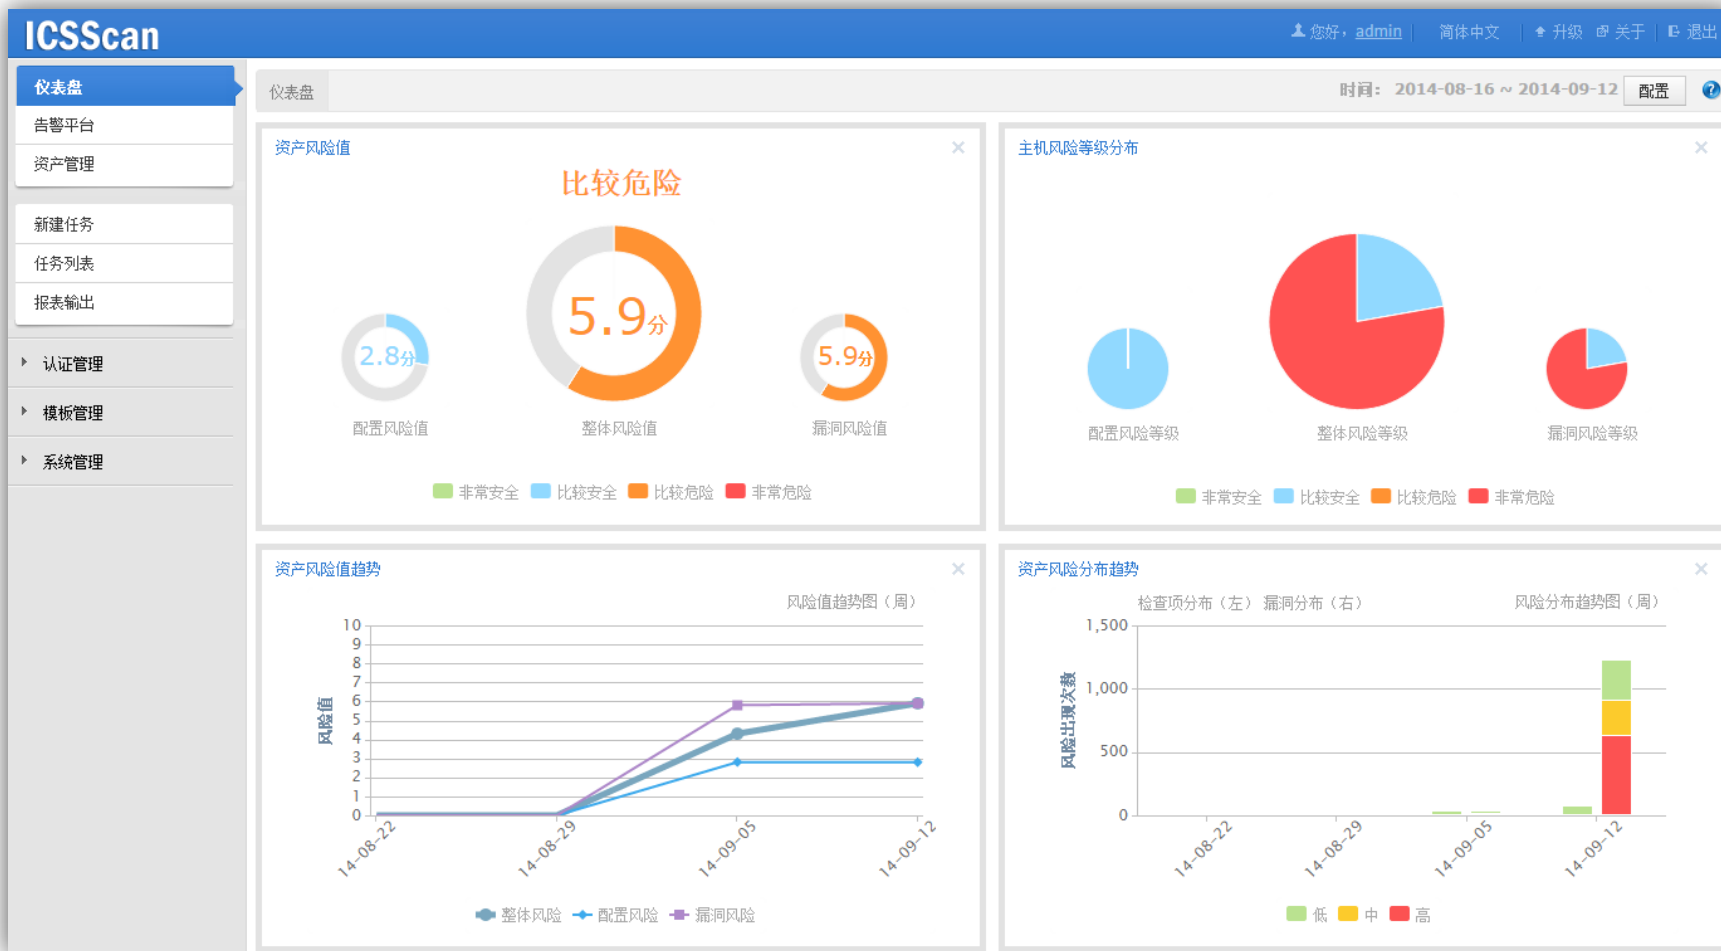 ICSScan
您好，admin 简体中文 升级 关于 退出
仪表盘
告警平台
资产管理
新建任务
任务列表
报表输出
认证管理
模板管理
系统管理
仪表盘
时间： 2014-08-16 ~ 2014-09-12 配置
资产风险值
比较危险
2.8分
5.9分
5.9分
配置风险值 整体风险值 漏洞风险值
非常安全 比较安全 比较危险 非常危险
主机风险等级分布
配置风险等级 整体风险等级 漏洞风险等级
非常安全 比较安全 比较危险 非常危险
资产风险值趋势
风险值趋势图（周）
风险值
10
9
8
7
6
5
4
3
2
1
0
14-08-22 14-08-29 14-09-05 14-09-12
整体风险 配置风险 漏洞风险
资产风险分布趋势
检查项分布（左） 漏洞分布（右） 风险分布趋势图（周）
风险出现次数
1,500
1,000
500
0
14-08-22 14-08-29 14-09-05 14-09-12
低 中 高